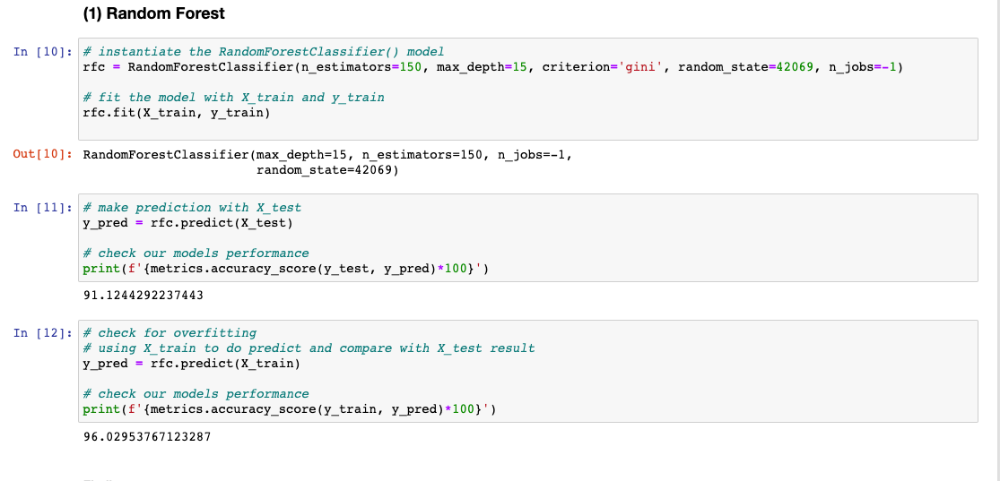 (1) Random Forest
In [10]: # instantiate the RandomForestClassifier() model
rfc = RandomForestClassifier(n_estimators=150, max_depth=15, criterion='gini', random_state=42069, n_jobs=-1)
# fit the model with X_train and y_train
rfc.fit(X_train, y_train)
Out[10]: RandomForestClassifier(max_depth=15, n_estimators=150, n_jobs=-1,
random_state=42069)
In [11]: # make prediction with X_test
y_pred = rfc.predict(X_test)
# check our models performance
print(f'{metrics.accuracy_score(y_test, y_pred)*100}')
91.1244292237443
In [12]: # check for overfitting
# using X_train to do predict and compare with X_test result
y_pred = rfc.predict(X_train)
# check our models performance
print(f'{metrics.accuracy_score(y_train, y_pred)*100}')
96.02953767123287